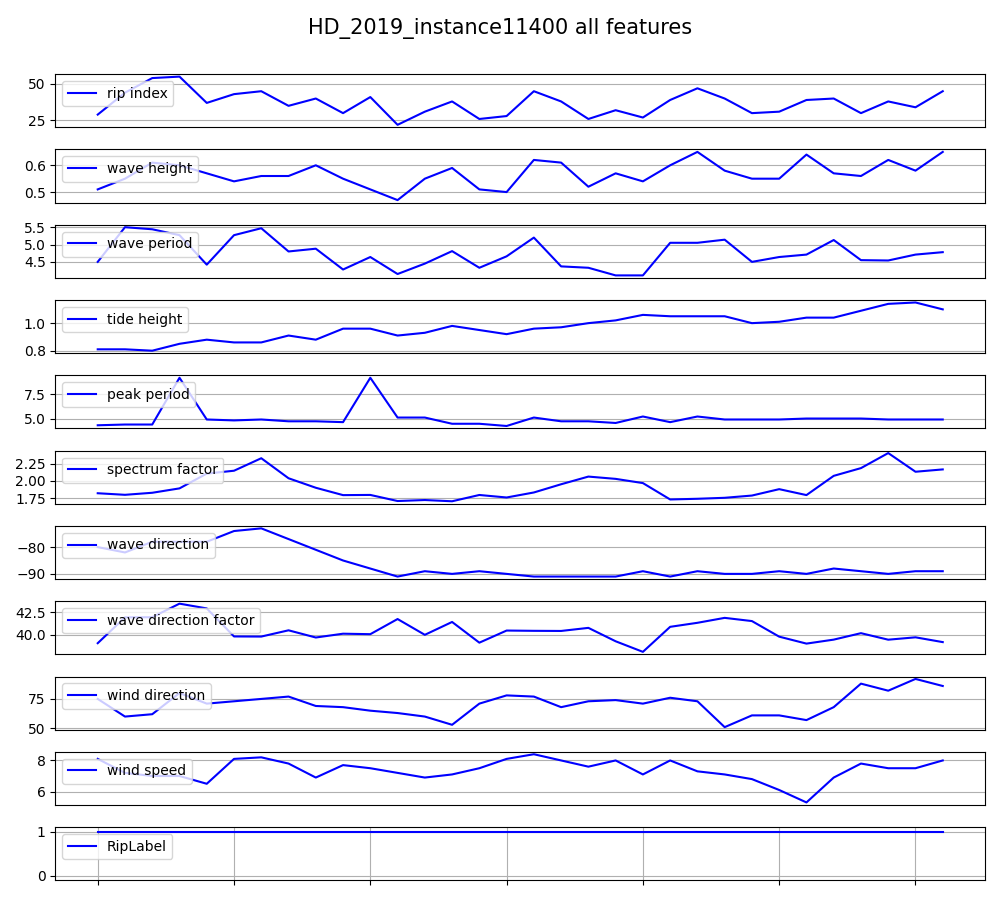 HD_2019_instance11400 all features
50
25
rip index
0.6
0.5
wave height
5.5
5.0
4.5
wave period
1.0
0.8
tide height
7.5
5.0
peak period
2.25
2.00
1.75
spectrum factor
−80
−90
wave direction
42.5
40.0
wave direction factor
75
50
wind direction
8
6
wind speed
1
0
RipLabel